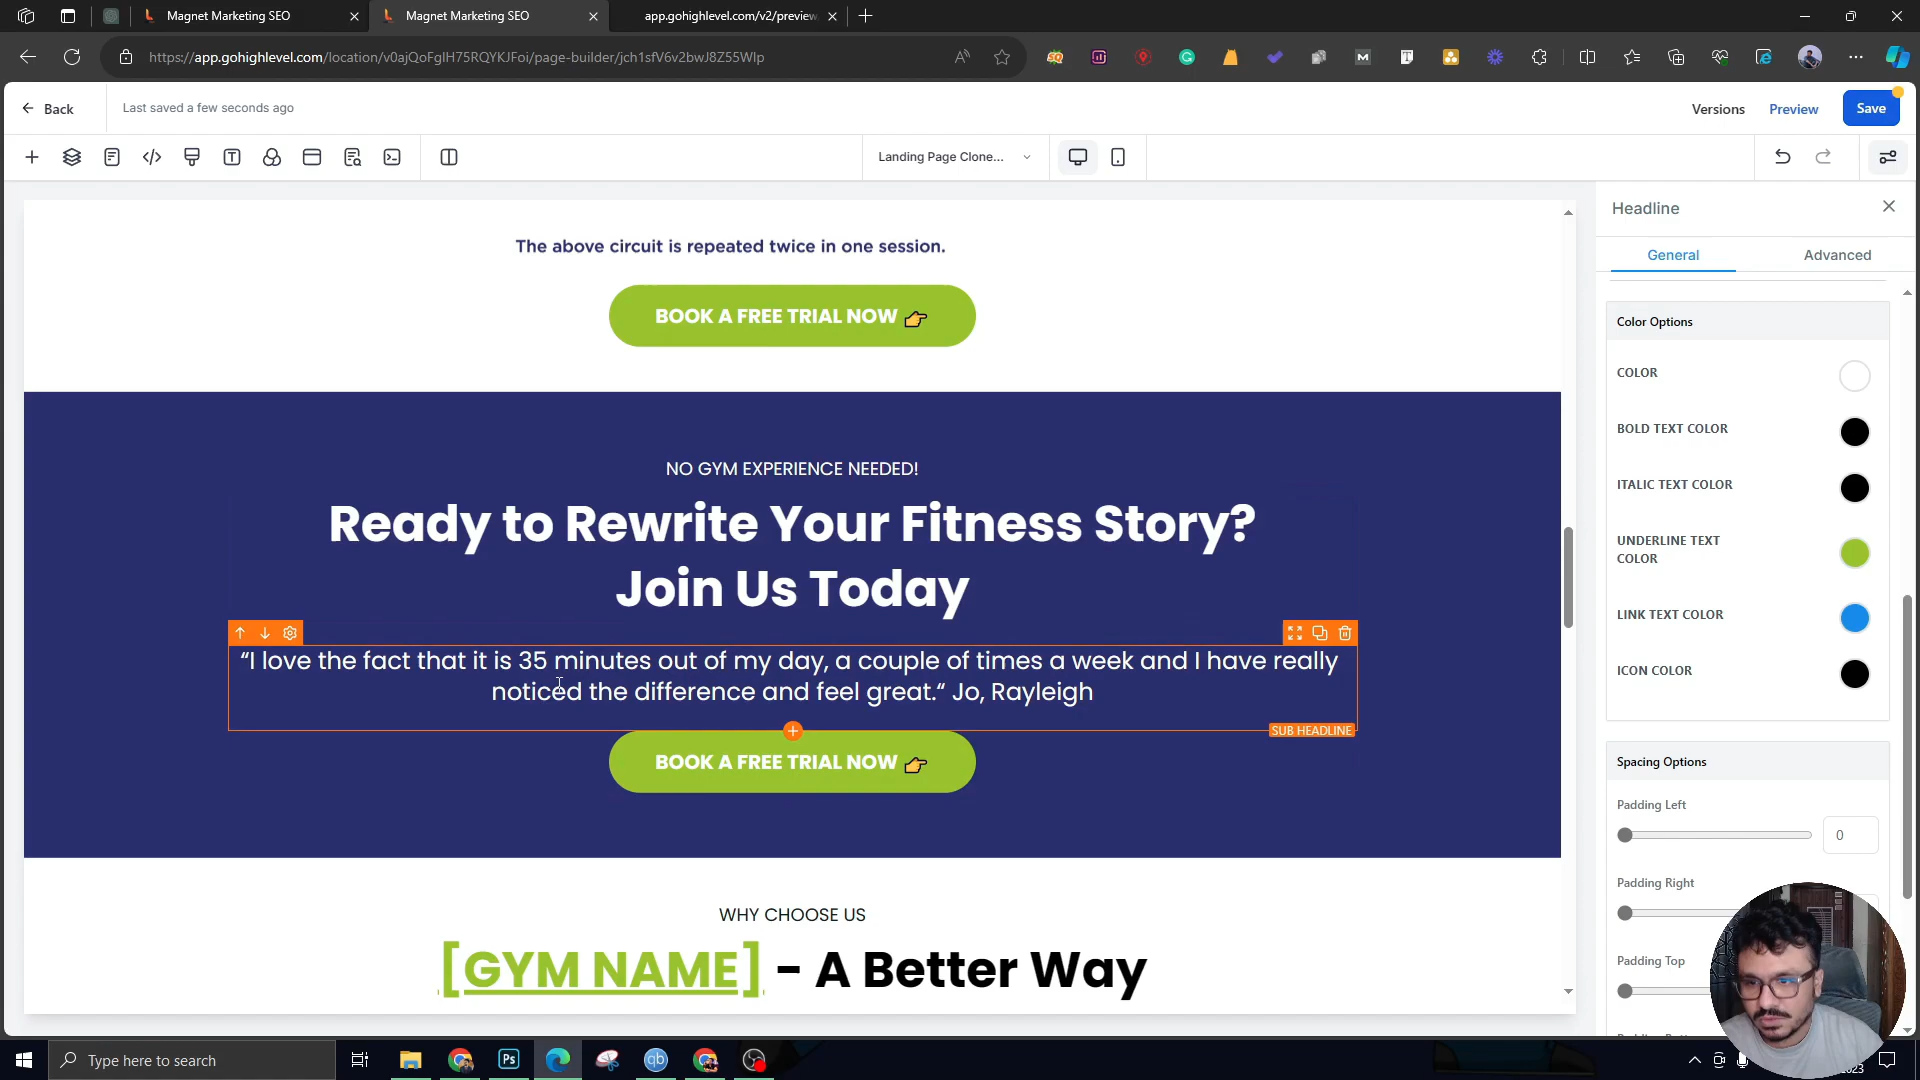 Magnet Marketing SEO
Magnet Marketing SEO
app.gohighlevel.com/v2/preview
https://app.gohighlevel.com/location/v0ajQoFglH75RQYKJFoi/page-builder/jch1sfV6v2bwJ8Z55Wlp
Back
Last saved a few seconds ago
Versions
Preview
Save
Landing Page Clone...
Headline
General
Advanced
The above circuit is repeated twice in one session.
BOOK A FREE TRIAL NOW 👉
Color Options
COLOR
BOLD TEXT COLOR
ITALIC TEXT COLOR
UNDERLINE TEXT
COLOR
LINK TEXT COLOR
ICON COLOR
NO GYM EXPERIENCE NEEDED!
Ready to Rewrite Your Fitness Story?
Join Us Today
“I love the fact that it is 35 minutes out of my day, a couple of times a week and I have really
noticed the difference and feel great.“ Jo, Rayleigh
SUB HEADLINE
BOOK A FREE TRIAL NOW 👉
Spacing Options
Padding Left
0
Padding Right
Padding Top
WHY CHOOSE US
[GYM NAME] - A Better Way
Type here to search
Ps
qb